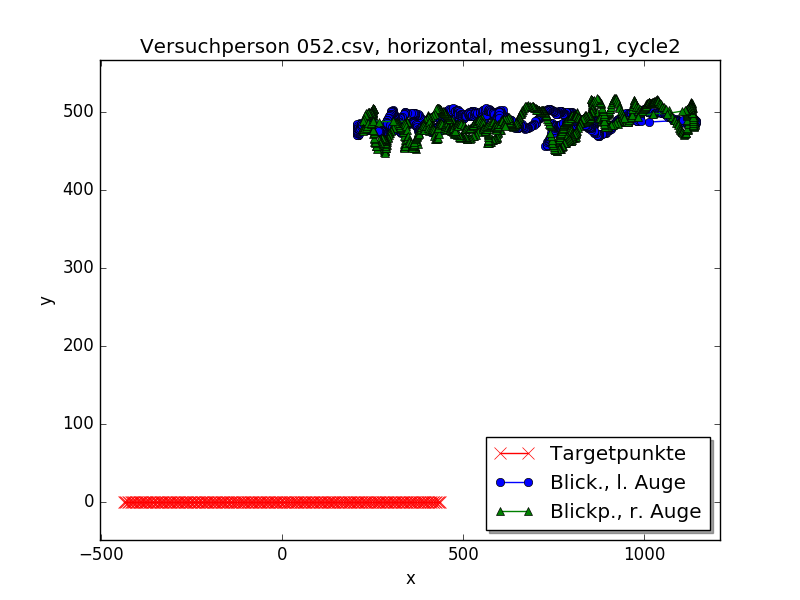 Versuchperson 052.csv, horizontal, messung1, cycle2
500
400
300
200
100
0
y
−500
0
500
1000
x
Targetpunkte
Blick., l. Auge
Blickp., r. Auge